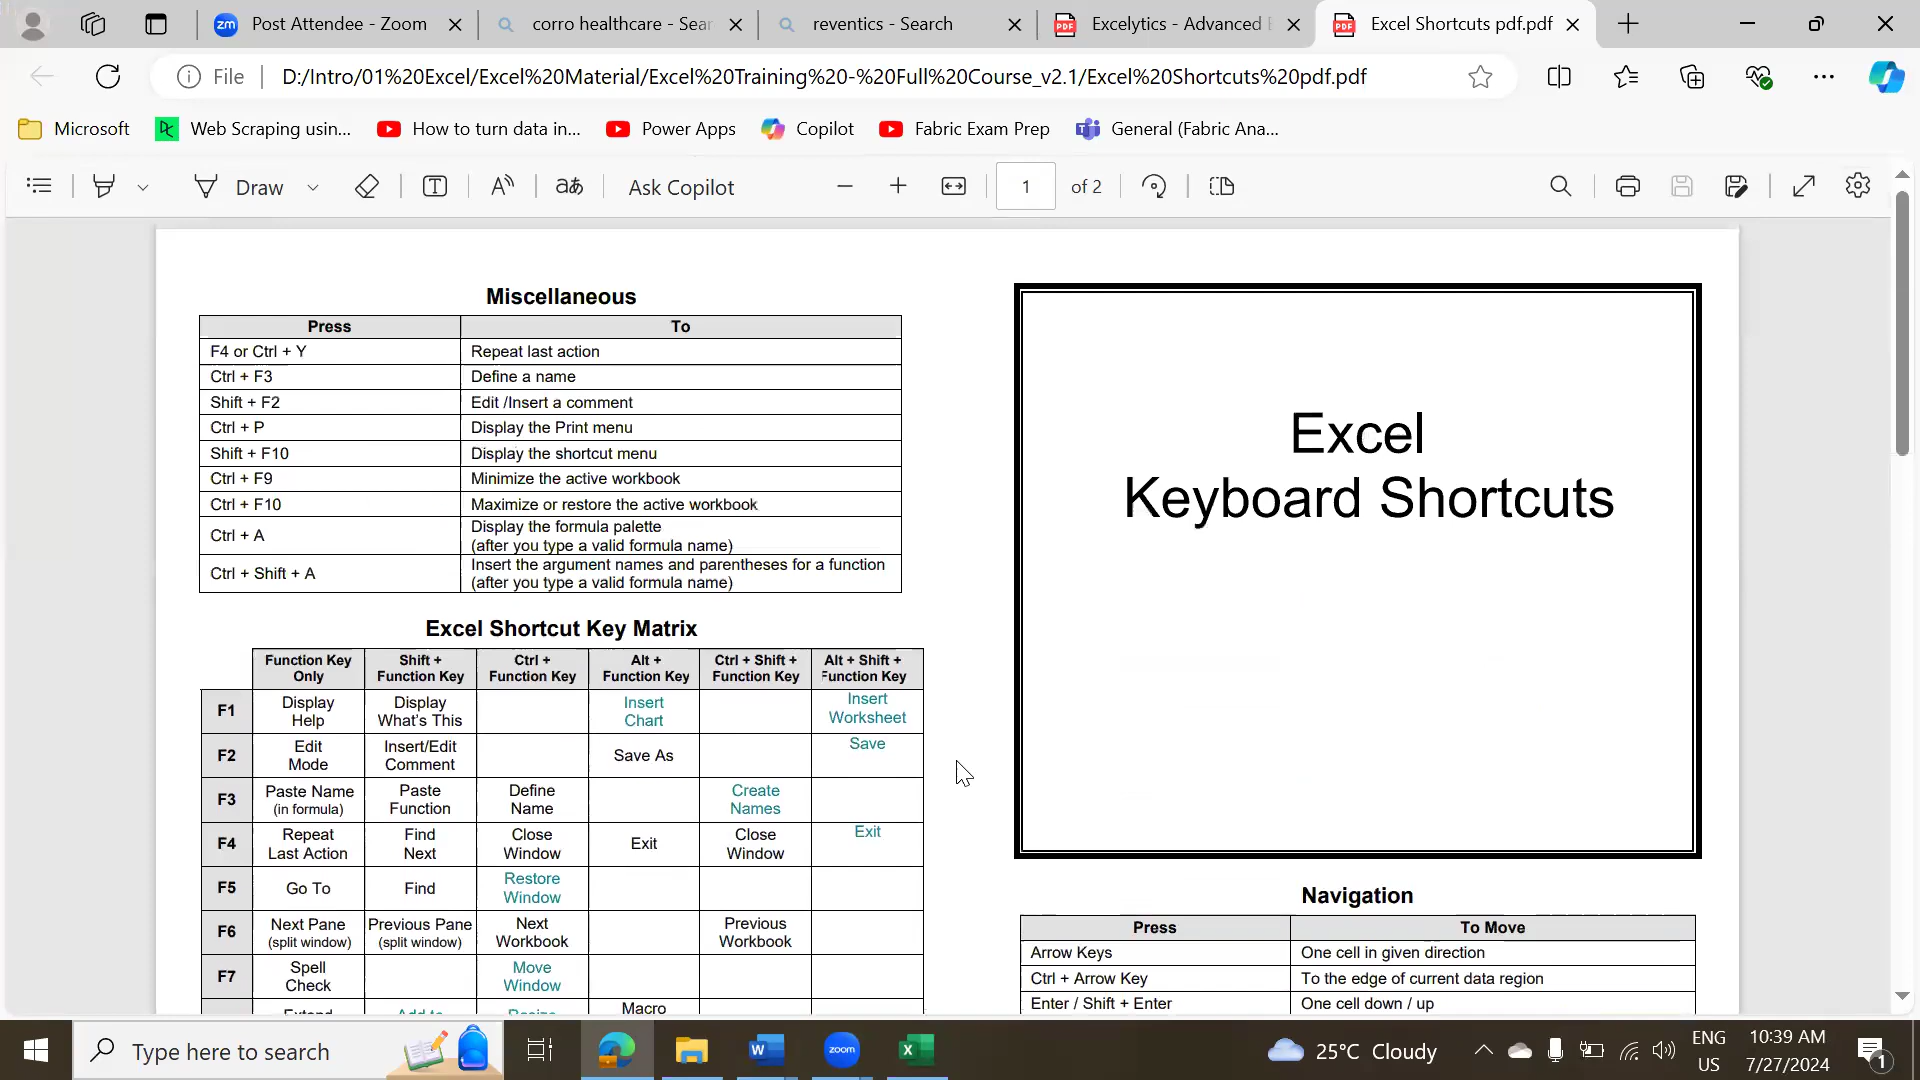 Post Attendee - Zoom
corro healthcare - Sear
reventics - Search
Excelytics - Advanced E
Excel Shortcuts pdf.pdf
File
D:/Intro/01%20Excel/Excel%20Material/Excel%20Training%20-%20Full%20Course_v2.1/Excel%20Shortcuts%20pdf.pdf
Microsoft
Web Scraping usin...
How to turn data in...
Power Apps
Copilot
Fabric Exam Prep
General (Fabric Ana...
Draw
Ask Copilot
1 of 2
Miscellaneous
Press To
F4 or Ctrl + Y Repeat last action
Ctrl + F3 Define a name
Shift + F2 Edit /Insert a comment
Ctrl + P Display the Print menu
Shift + F10 Display the shortcut menu
Ctrl + F9 Minimize the active workbook
Ctrl + F10 Maximize or restore the active workbook
Ctrl + A Display the formula palette
(after you type a valid formula name)
Ctrl + Shift + A Insert the argument names and parentheses for a function
(after you type a valid formula name)
Excel Shortcut Key Matrix
Function Key Only Shift + Function Key Ctrl + Function Key Alt + Function Key Ctrl + Shift + Function Key Alt + Shift + Function Key
F1 Display Help Display What's This Insert Chart Insert Worksheet
F2 Edit Mode Insert/Edit Comment Save As Save
F3 Paste Name (in formula) Paste Function Define Name Create Names
F4 Repeat Last Action Find Next Close Window Exit Close Window Exit
F5 Go To Find Restore Window
F6 Next Pane (split window) Previous Pane (split window) Next Workbook Previous Workbook
F7 Spell Check Move Window
Macro
Excel
Keyboard Shortcuts
Navigation
Press To Move
Arrow Keys One cell in given direction
Ctrl + Arrow Key To the edge of current data region
Enter / Shift + Enter One cell down / up
Type here to search
zoom
25°C Cloudy
ENG
US
10:39 AM
7/27/2024
1